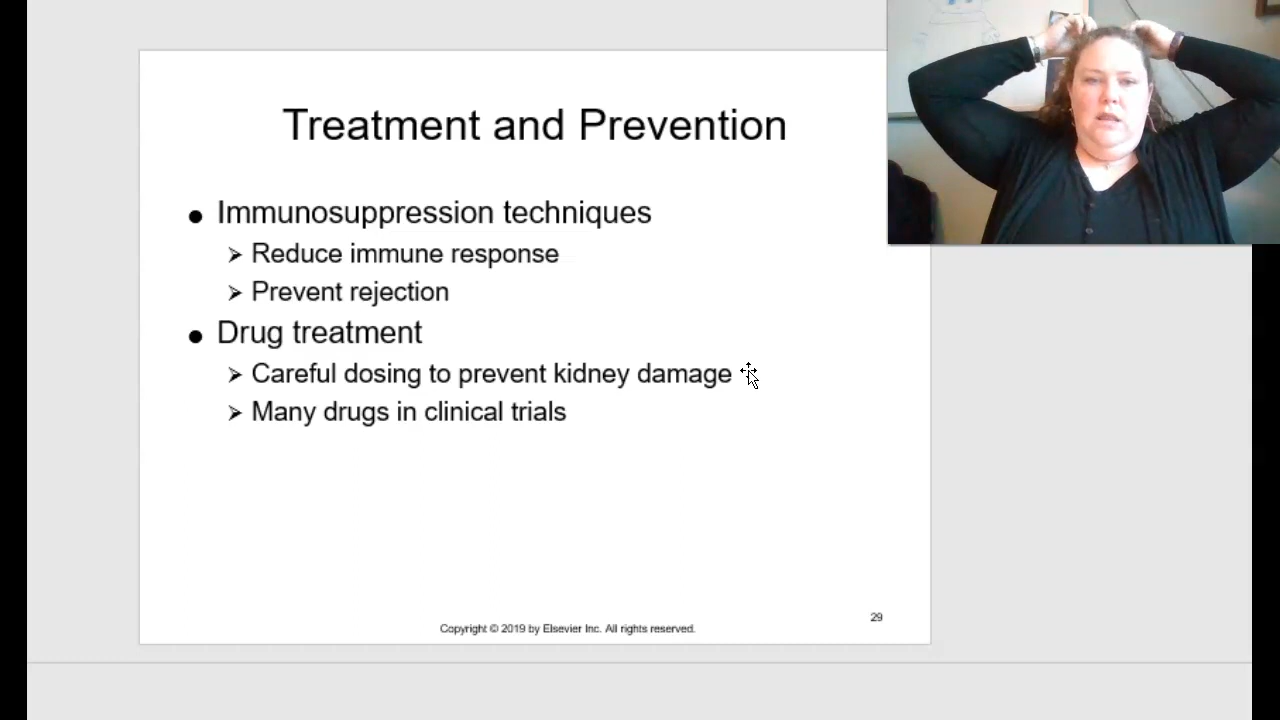 Treatment and Prevention
● Immunosuppression techniques
➢ Reduce immune response
➢ Prevent rejection
● Drug treatment
➢ Careful dosing to prevent kidney damage
➢ Many drugs in clinical trials
29
Copyright © 2019 by Elsevier Inc. All rights reserved.